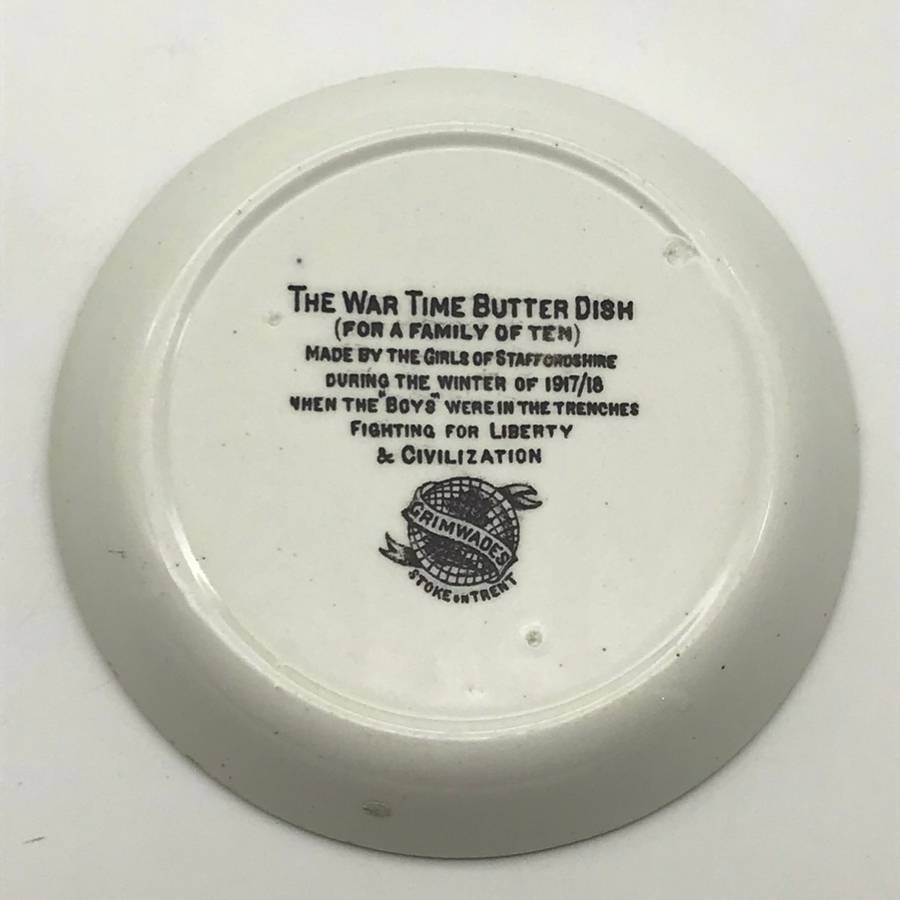 THE WAR TIME BUTTER DISH
(FOR A FAMILY OF TEN)
MADE BY THE GIRLS OF STAFFORDSHIRE
DURING THE WINTER OF 1917/18
WHEN THE "BOYS" WERE IN THE TRENCHES
FIGHTING FOR LIBERTY
& CIVILIZATION
GRIMWADES
STOKE ON TRENT